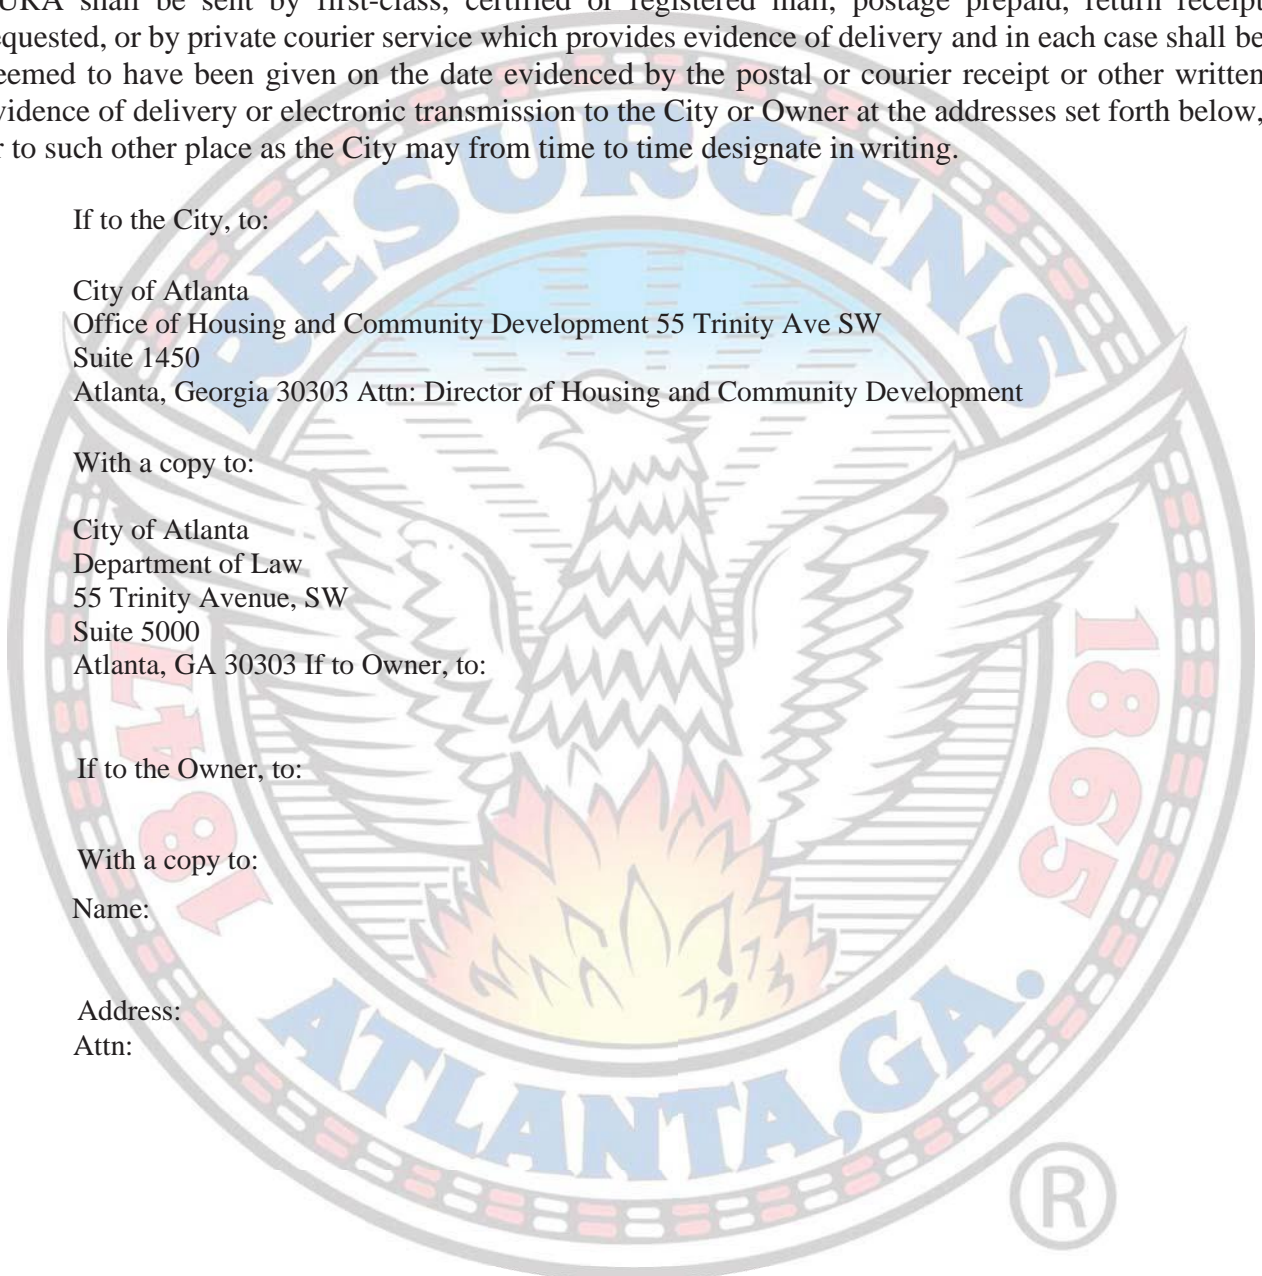 shall be sent by first-class, certified or registered mail, postage prepaid, return receipt
equested, or by private courier service which provides evidence of delivery and in each case shall be
eemed to have been given on the date evidenced by the postal or courier receipt or other written
vidence of delivery or electronic transmission to the City or Owner at the addresses set forth below,
r to such other place as the City may from time to time designate in writing.
RESURGENS
If to the City, to:
City of Atlanta
Office of Housing and Community Development 55 Trinity Ave SW
Suite 1450
Atlanta, Georgia 30303 Attn: Director of Housing and Community Development
With a copy to:
City of Atlanta
Department of Law
55 Trinity Avenue, SW
Suite 5000
Atlanta, GA 30303 If to Owner, to:
1847
1865
If to the Owner, to:
With a copy to:
Name:
Address:
Attn:
ATLANTA, GA.
®